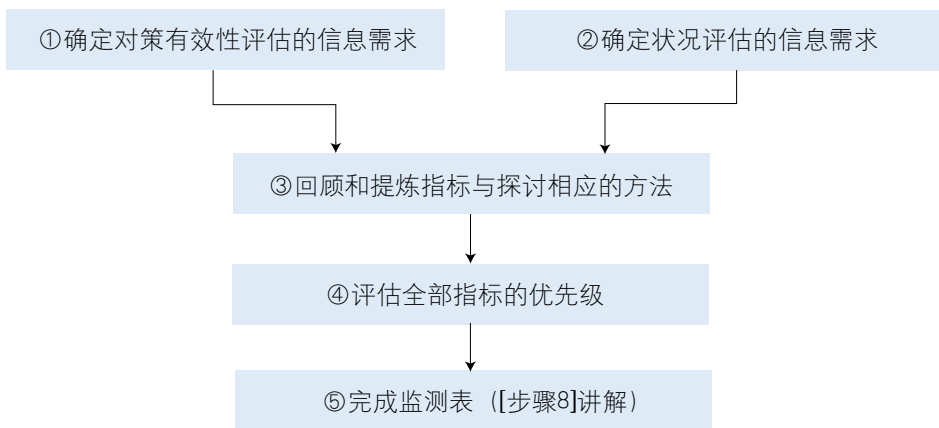 ①确定对策有效性评估的信息需求
②确定状况评估的信息需求
③回顾和提炼指标与探讨相应的方法
④评估全部指标的优先级
⑤完成监测表（[步骤8]讲解）